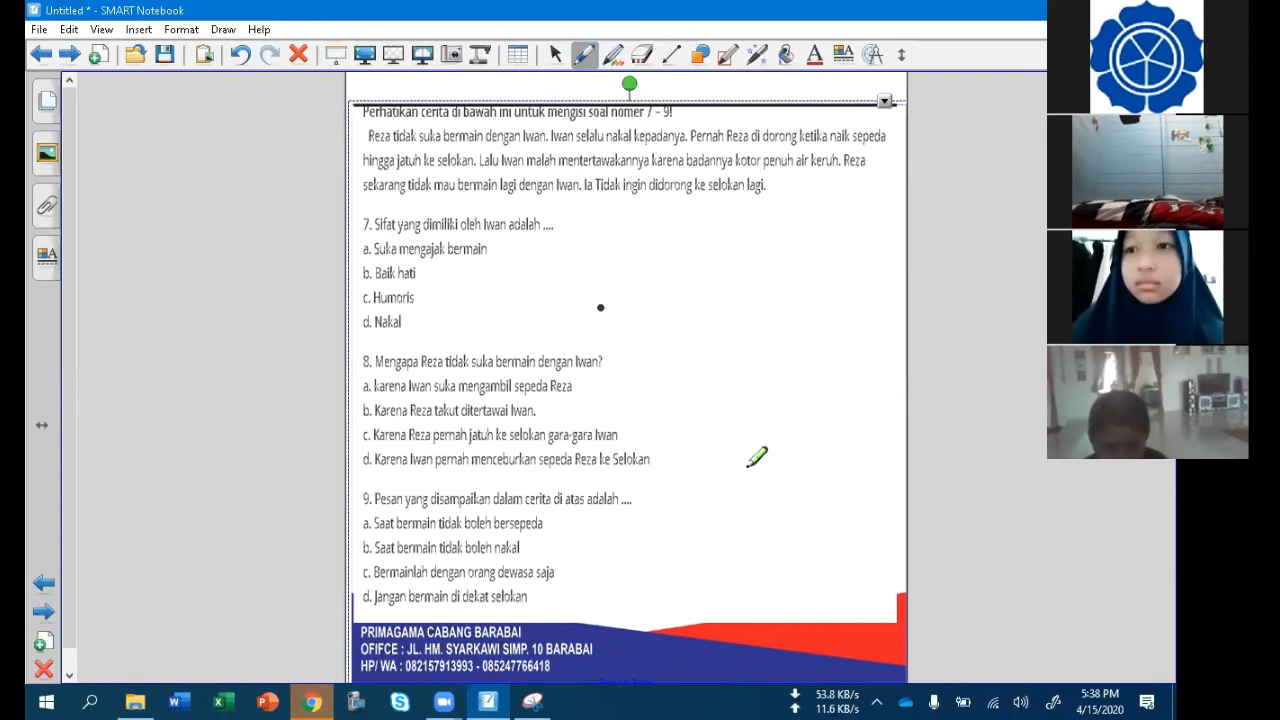 Untitled * - SMART Notebook
File Edit View Insert Format Draw Help
Perhatikan cerita di bawah ini untuk mengisi soal nomer 7 – 9!
Reza tidak suka bermain dengan Iwan. Iwan selalu nakal kepadanya. Pernah Reza di dorong ketika naik sepeda
hingga jatuh ke selokan. Lalu Iwan malah mentertawakannya karena badannya kotor penuh air keruh. Reza
sekarang tidak mau bermain lagi dengan Iwan. Ia Tidak ingin didorong ke selokan lagi.
7. Sifat yang dimiliki oleh Iwan adalah ....
a. Suka mengajak bermain
b. Baik hati
c. Humoris
d. Nakal
8. Mengapa Reza tidak suka bermain dengan Iwan?
a. karena Iwan suka mengambil sepeda Reza
b. Karena Reza takut ditertawai Iwan.
c. Karena Reza pernah jatuh ke selokan gara-gara Iwan
d. Karena Iwan pernah menceburkan sepeda Reza ke Selokan
9. Pesan yang disampaikan dalam cerita di atas adalah ....
a. Saat bermain tidak boleh bersepeda
b. Saat bermain tidak boleh nakal
c. Bermainlah dengan orang dewasa saja
d. Jangan bermain di dekat selokan
PRIMAGAMA CABANG BARABAI
OFIFCE : JL. HM. SYARKAWI SIMP. 10 BARABAI
HP/ WA : 082157913993 - 085247766418
53.8 KB/s
11.6 KB/s
5:38 PM
4/15/2020